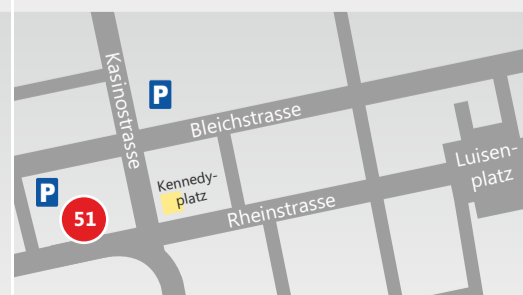 Kasinostrasse
P
Bleichstrasse
Kennedy-
platz
Luisen-
platz
P
51
Rheinstrasse